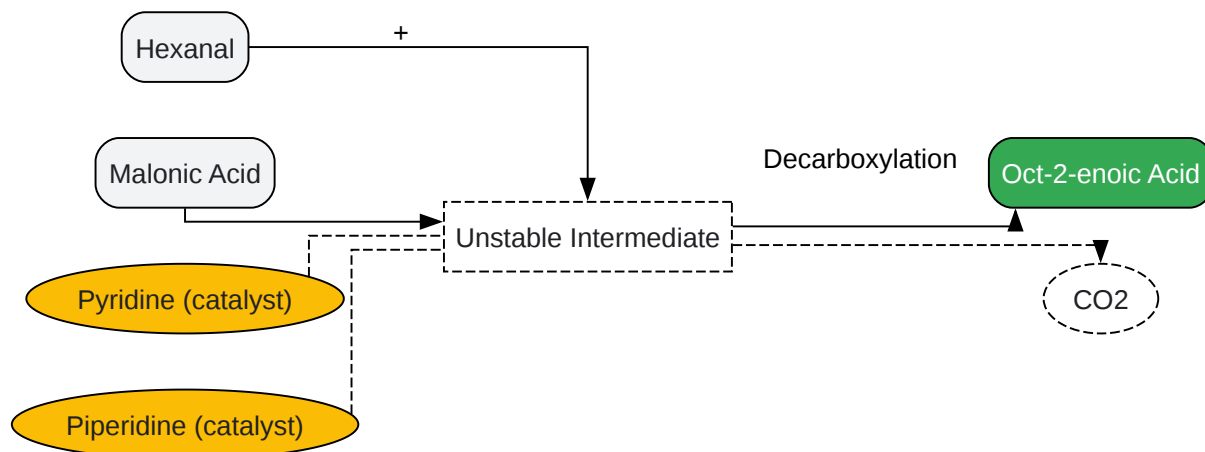 Hexanal
+
Malonic Acid
Decarboxylation
Oct-2-enoic Acid
Unstable Intermediate
Pyridine (catalyst)
CO2
Piperidine (catalyst)